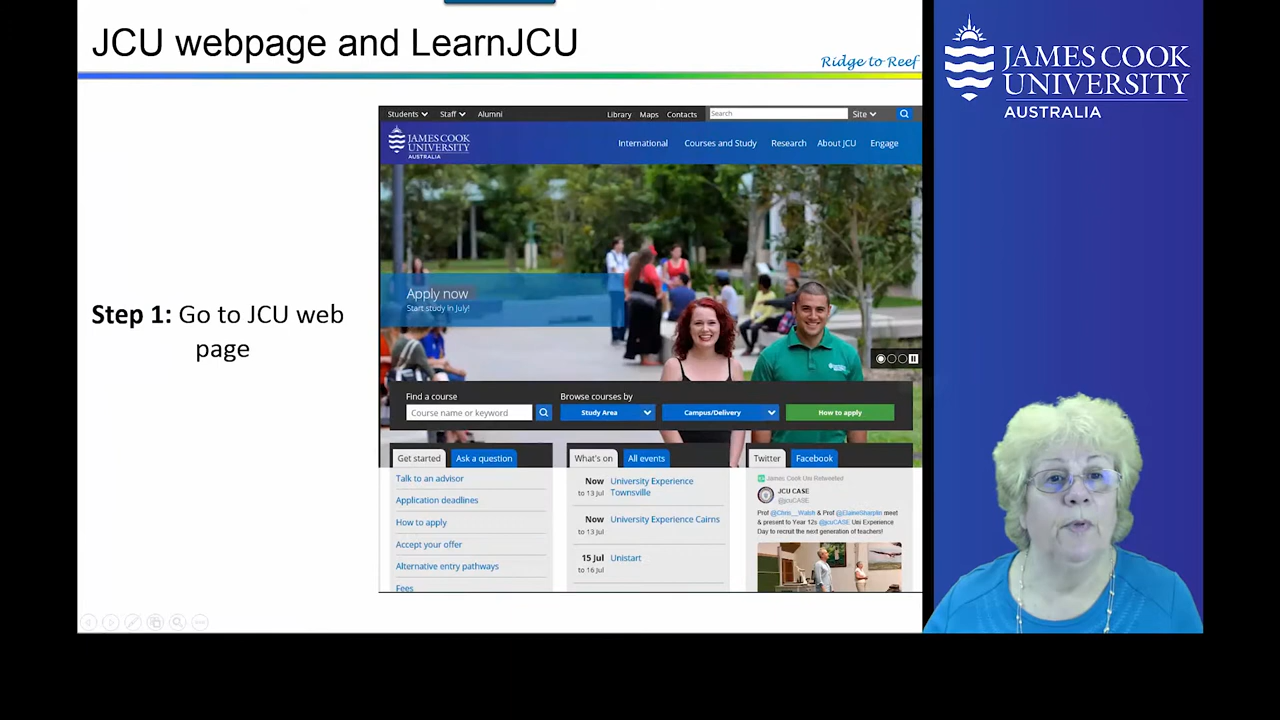 JCU webpage and LearnJCU
Ridge to Reef
JAMES COOK
UNIVERSITY
AUSTRALIA
Step 1: Go to JCU web
page
Students Staff Alumni Library Maps Contacts Search Site
JAMES COOK
UNIVERSITY
AUSTRALIA
International Courses and Study Research About JCU Engage
Apply now
Start study in July!
Find a course Browse courses by
Course name or keyword Study Area Campus/Delivery How to apply
Get started Ask a question
Talk to an advisor
Application deadlines
How to apply
Accept your offer
Alternative entry pathways
Fees
What's on All events
Now University Experience
to 13 Jul Townsville
Now University Experience Cairns
to 13 Jul
15 Jul Unistart
to 16 Jul
Twitter Facebook
James Cook Uni Retweeted
JCU CASE
@jcuCASE
Prof @Chris__Walsh & Prof @ElaineSharplin meet
& present to Year 12s @jcuCASE Uni Experience
Day to recruit the next generation of teachers!